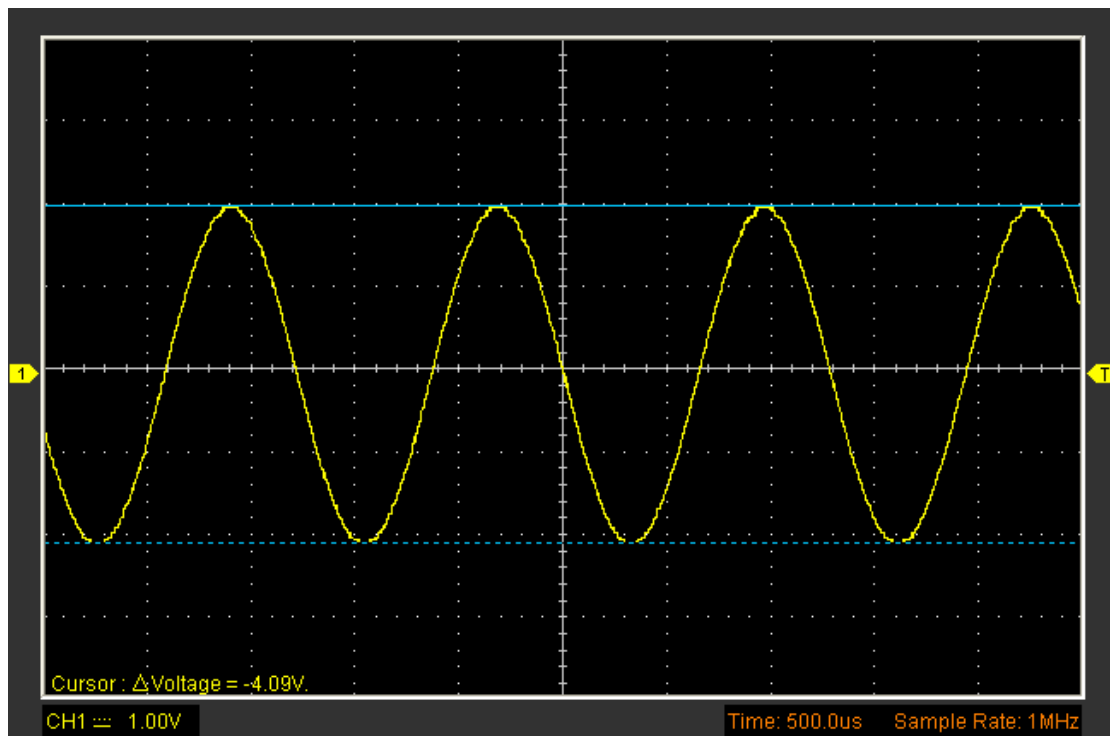 1
T
Cursor : △Voltage = -4.09V.
CH1 ⎓ 1.00V
Time: 500.0us Sample Rate: 1MHz